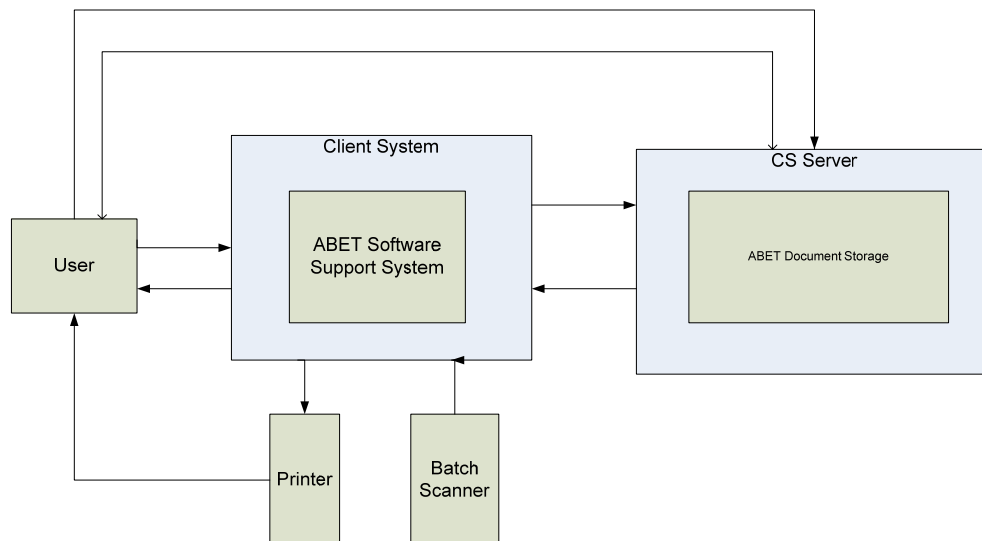 Client System
CS Server
ABET Software
Support System
ABET Document Storage
User
Printer
Batch
Scanner